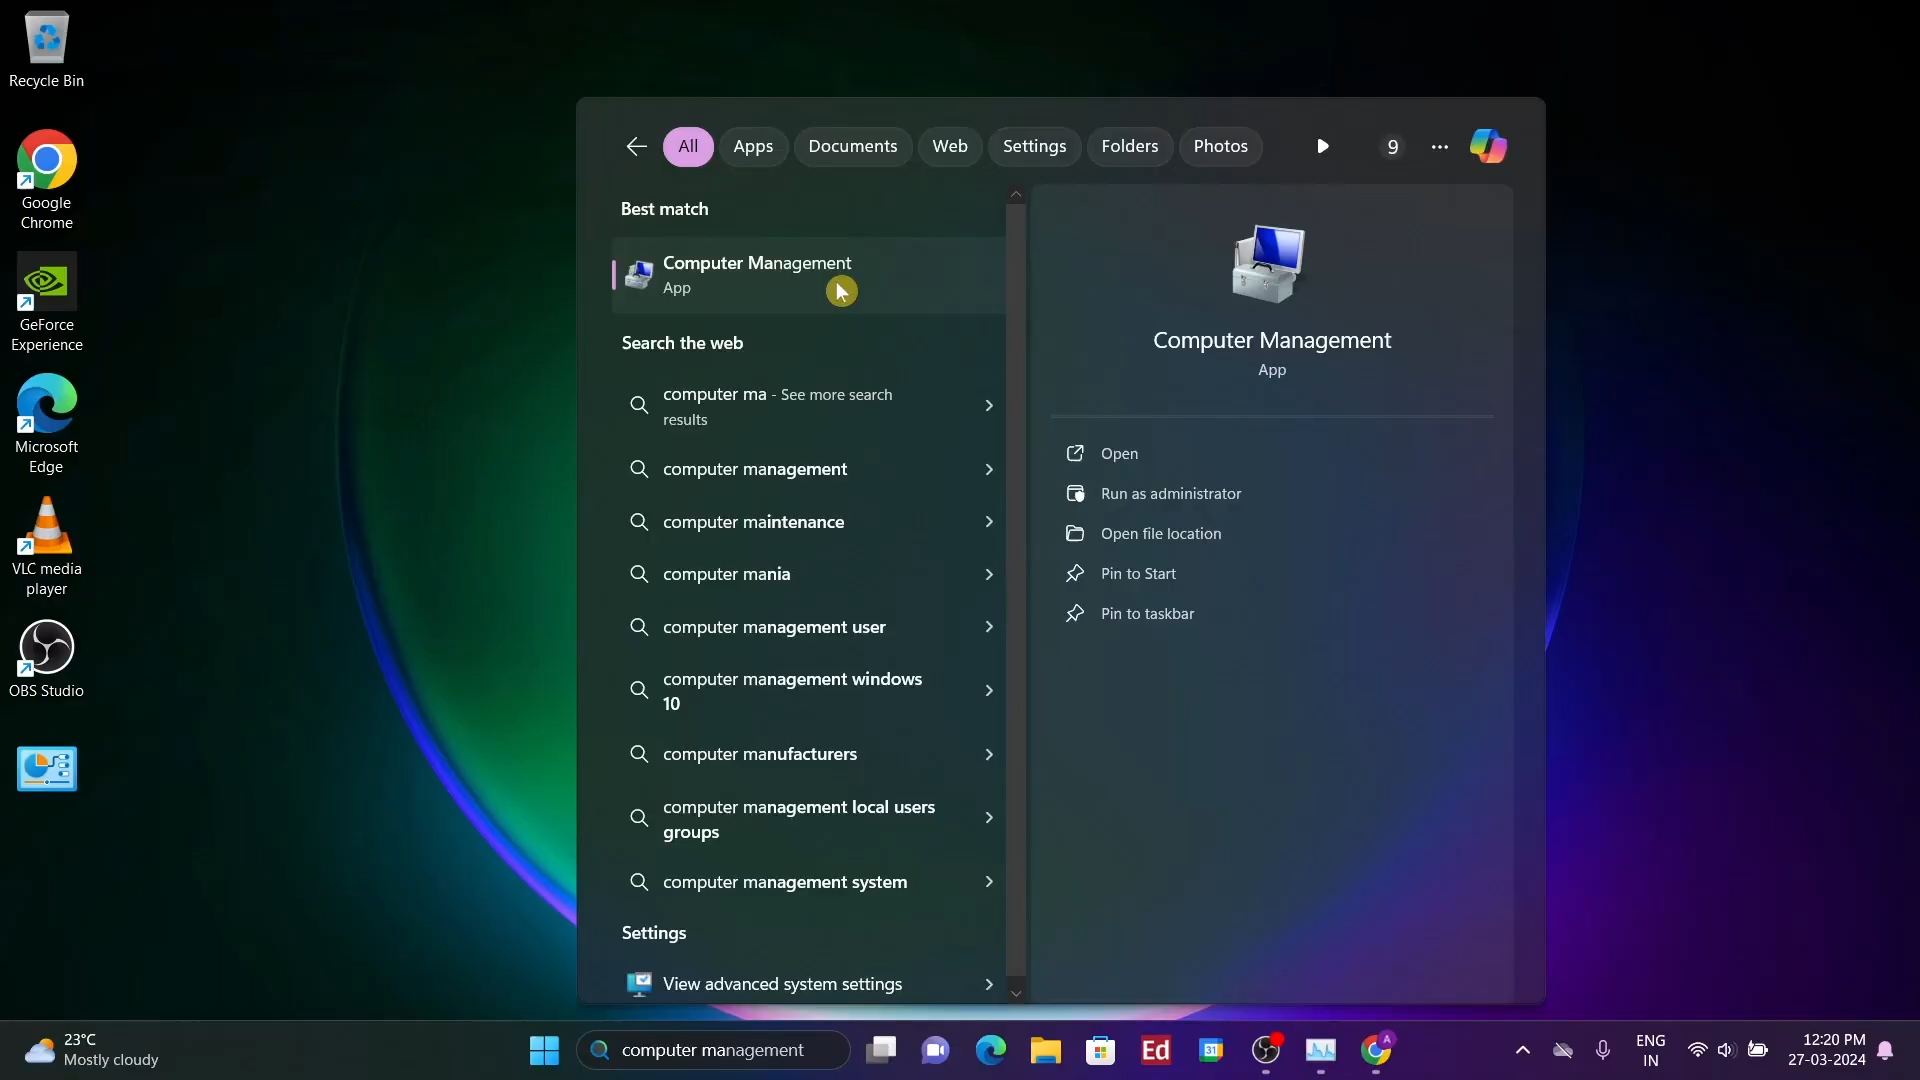 Recycle Bin
Google
Chrome
GeForce
Experience
Microsoft
Edge
VLC media
player
OBS Studio
All
Apps
Documents
Web
Settings
Folders
Photos
9
Best match
Computer Management
App
Search the web
computer ma - See more search
results
computer management
computer maintenance
computer mania
computer management user
computer management windows
10
computer manufacturers
computer management local users
groups
computer management system
Settings
View advanced system settings
Computer Management
App
Open
Run as administrator
Open file location
Pin to Start
Pin to taskbar
23°C
Mostly cloudy
computer management
Ed
31
A
ENG
IN
12:20 PM
27-03-2024